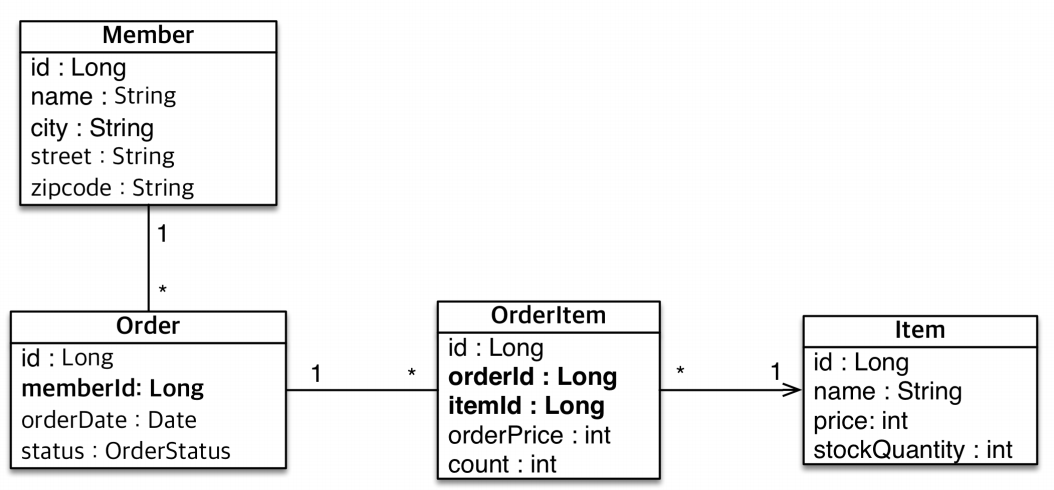 Member
id : Long
name : String
city : String
street : String
zipcode : String
1
*
Order
id : Long
memberId: Long
orderDate : Date
status : OrderStatus
1
*
OrderItem
id : Long
orderId : Long
itemId : Long
orderPrice : int
count : int
*
1
Item
id : Long
name : String
price: int
stockQuantity : int